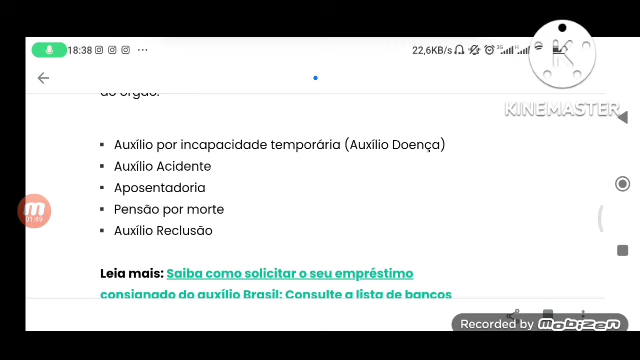 18:38
22,6KB/s
KINEMASTER
do órgão:
Auxílio por incapacidade temporária (Auxílio Doença)
Auxílio Acidente
Aposentadoria
Pensão por morte
Auxílio Reclusão
01:49
Leia mais: Saiba como solicitar o seu empréstimo
consignado do auxílio Brasil: Consulte a lista de bancos
Recorded by mobizen